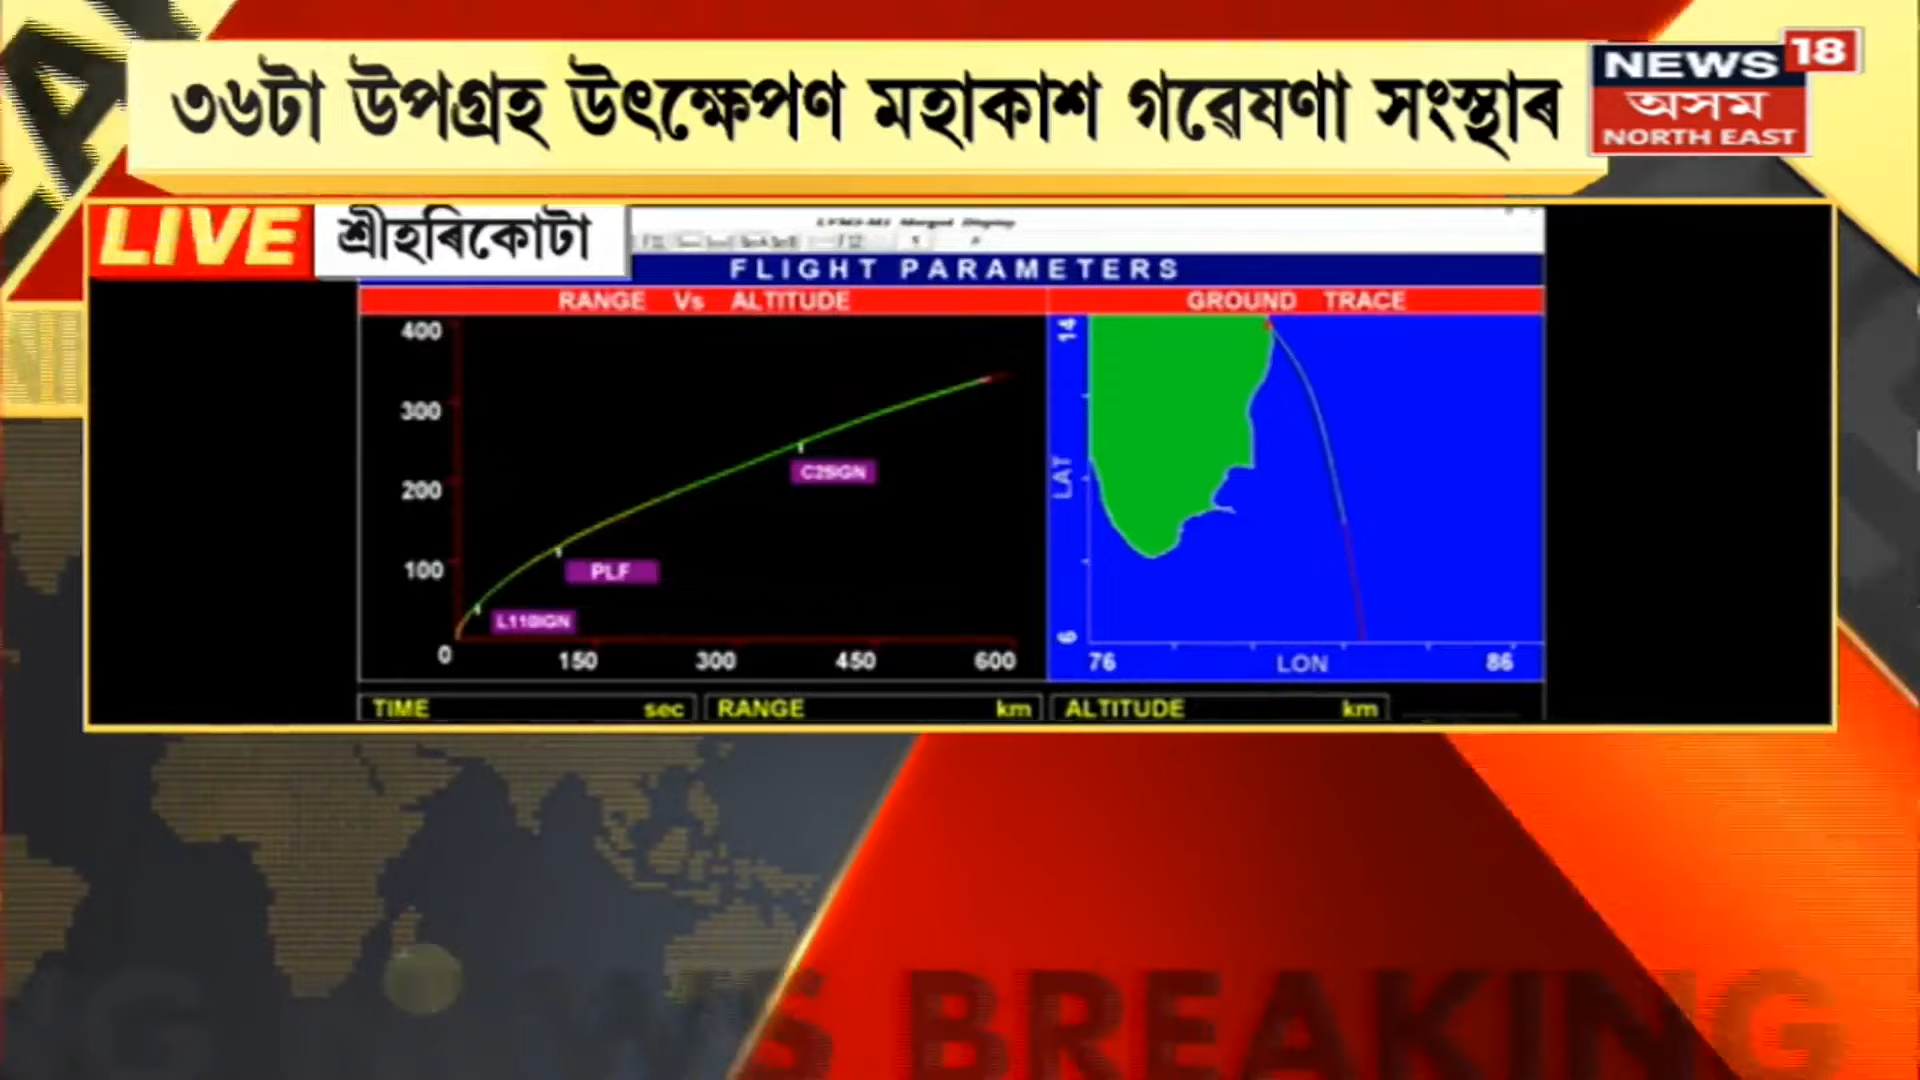 ৩৬টা উপগ্ৰহ উৎক্ষেপণ মহাকাশ গৱেষণা সংস্থাৰ
NEWS 18
অসম
NORTH EAST
LIVE শ্ৰীহৰিকোটা
Display
FLIGHT PARAMETERS
RANGE Vs ALTITUDE
GROUND TRACE
400
300
200
100
0
150 300 450 600
C25IGN
PLF
L110IGN
14
LAT
6
76 LON 86
TIME sec RANGE km ALTITUDE km
WS BREAKING